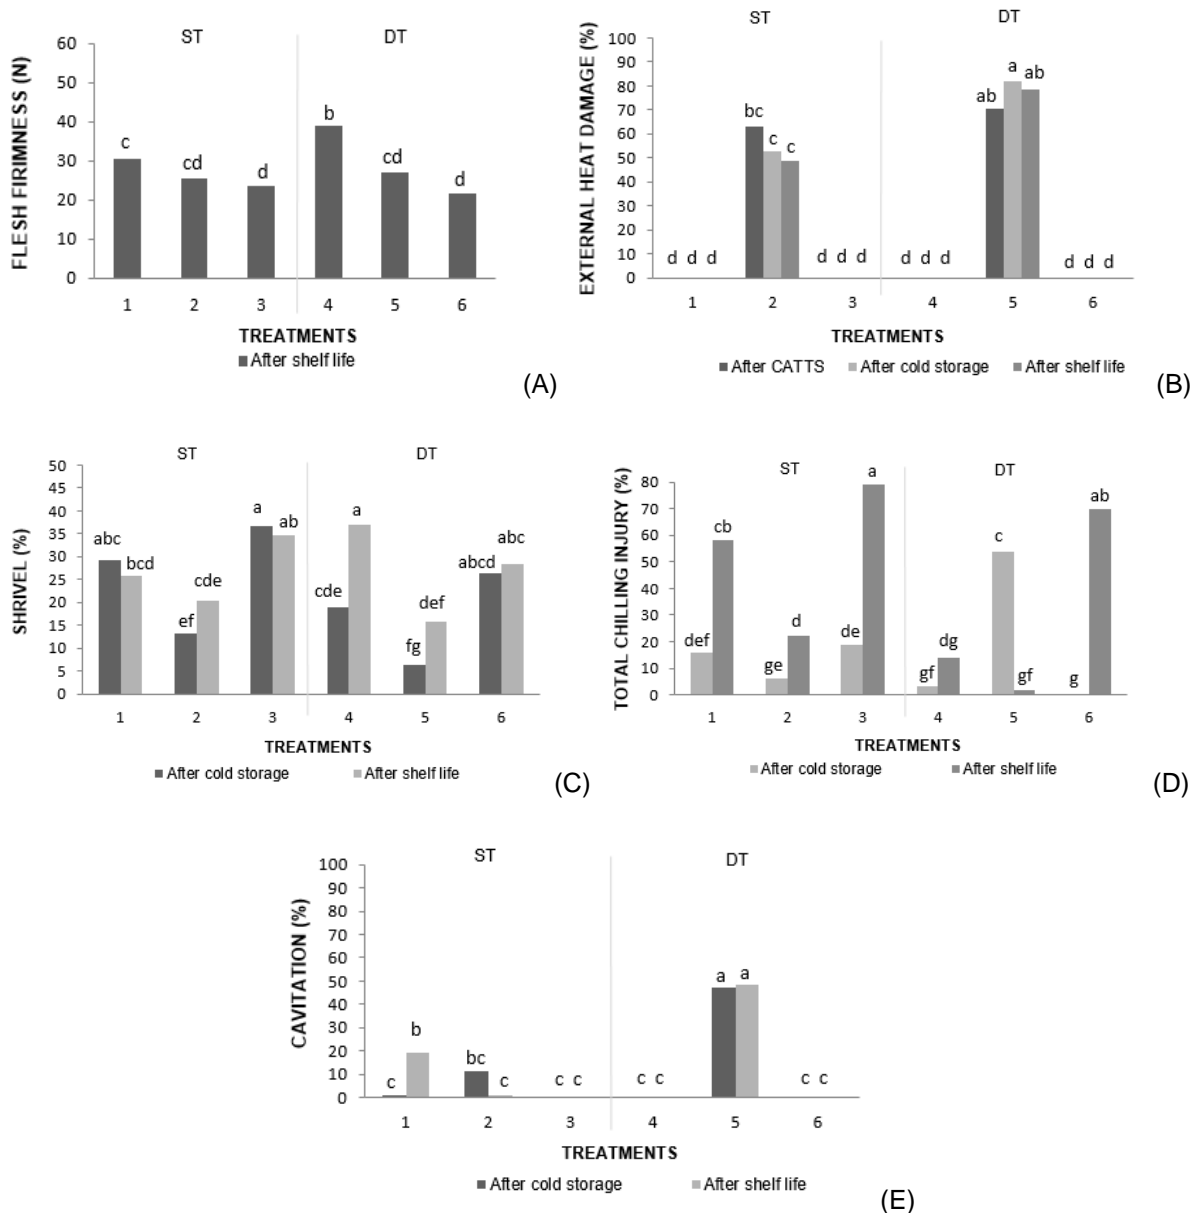 ST DT
FLESH FIRIMNESS (N)
60
50
40
30
20
10
0
c cd d b cd d
1 2 3 4 5 6
TREATMENTS
After shelf life
(A)
ST DT
EXTERNAL HEAT DAMAGE (%)
100
90
80
70
60
50
40
30
20
10
0
d d d bc c c d d d d d d ab a ab d d d
1 2 3 4 5 6
TREATMENTS
After CATTS After cold storage After shelf life
(B)
ST DT
SHRIVEL (%)
50
45
40
35
30
25
20
15
10
5
0
abc bcd ef cde a ab cde a fg def abcd abc
1 2 3 4 5 6
TREATMENTS
After cold storage After shelf life
(C)
ST DT
TOTAL CHILLING INJURY (%)
80
70
60
50
40
30
20
10
0
def cb ge d de a gf dg c gf g ab
1 2 3 4 5 6
TREATMENTS
After cold storage After shelf life
(D)
ST DT
CAVITATION (%)
100
90
80
70
60
50
40
30
20
10
0
c b bc c c c c c a a c c
1 2 3 4 5 6
TREATMENTS
After cold storage After shelf life
(E)